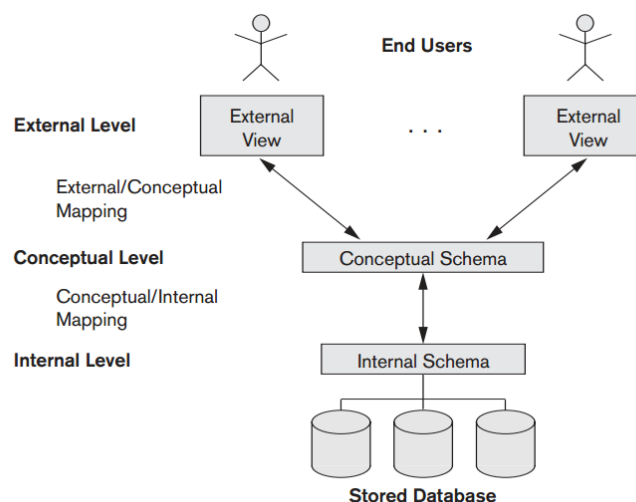 End Users
External Level
External
View
. . .
External
View
External/Conceptual
Mapping
Conceptual Level
Conceptual Schema
Conceptual/Internal
Mapping
Internal Level
Internal Schema
Stored Database